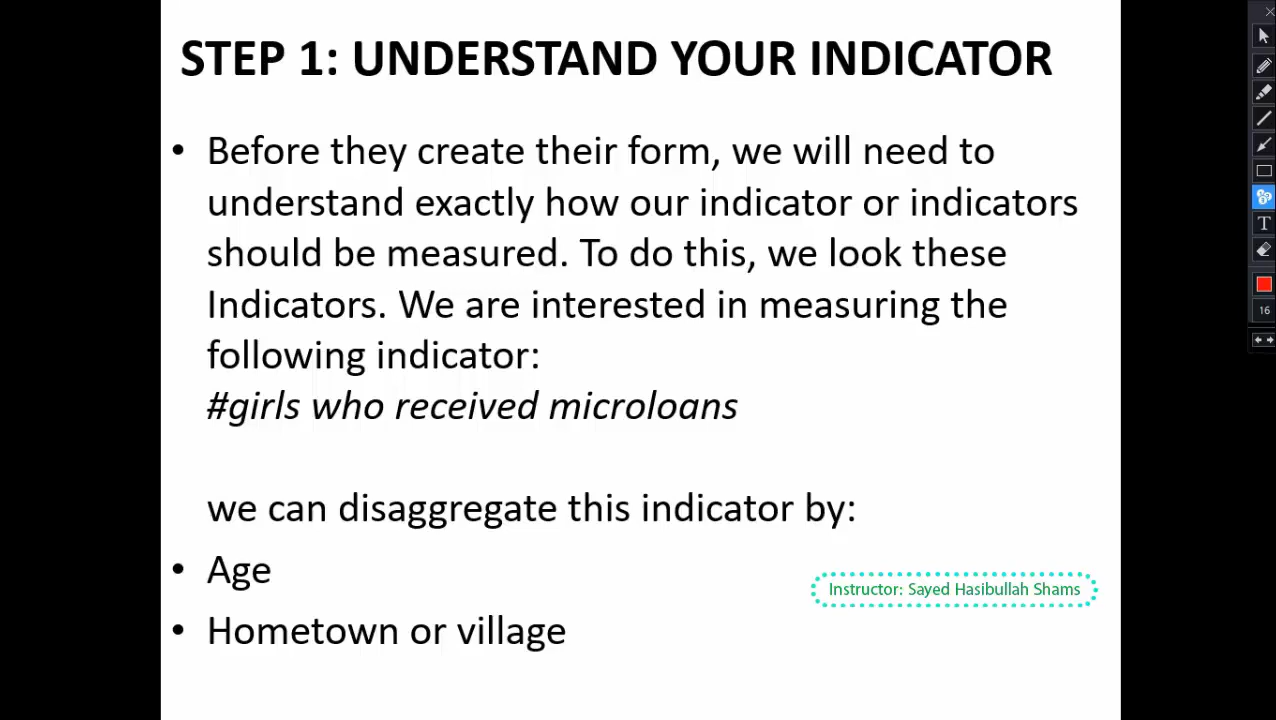 STEP 1: UNDERSTAND YOUR INDICATOR
• Before they create their form, we will need to
understand exactly how our indicator or indicators
should be measured. To do this, we look these
Indicators. We are interested in measuring the
following indicator:
#girls who received microloans
we can disaggregate this indicator by:
• Age
• Hometown or village
Instructor: Sayed Hasibullah Shams
T
16